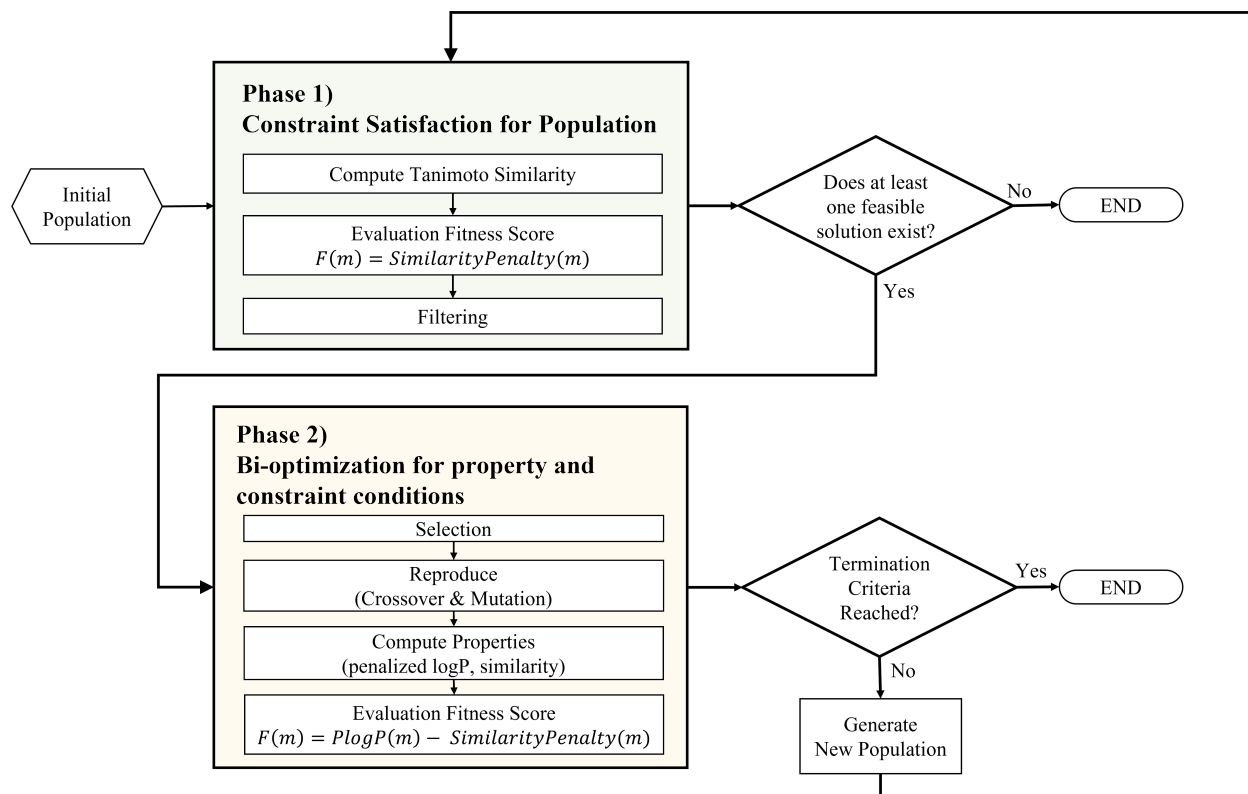 Initial
Population
Phase 1)
Constraint Satisfaction for Population
Compute Tanimoto Similarity
Evaluation Fitness Score
F(m) = SimilarityPenalty(m)
Filtering
Does at least
one feasible
solution exist?
No
END
Yes
Phase 2)
Bi-optimization for property and
constraint conditions
Selection
Reproduce
(Crossover & Mutation)
Compute Properties
(penalized logP, similarity)
Evaluation Fitness Score
F(m) = PlogP(m) − SimilarityPenalty(m)
Termination
Criteria
Reached?
Yes
END
No
Generate
New Population